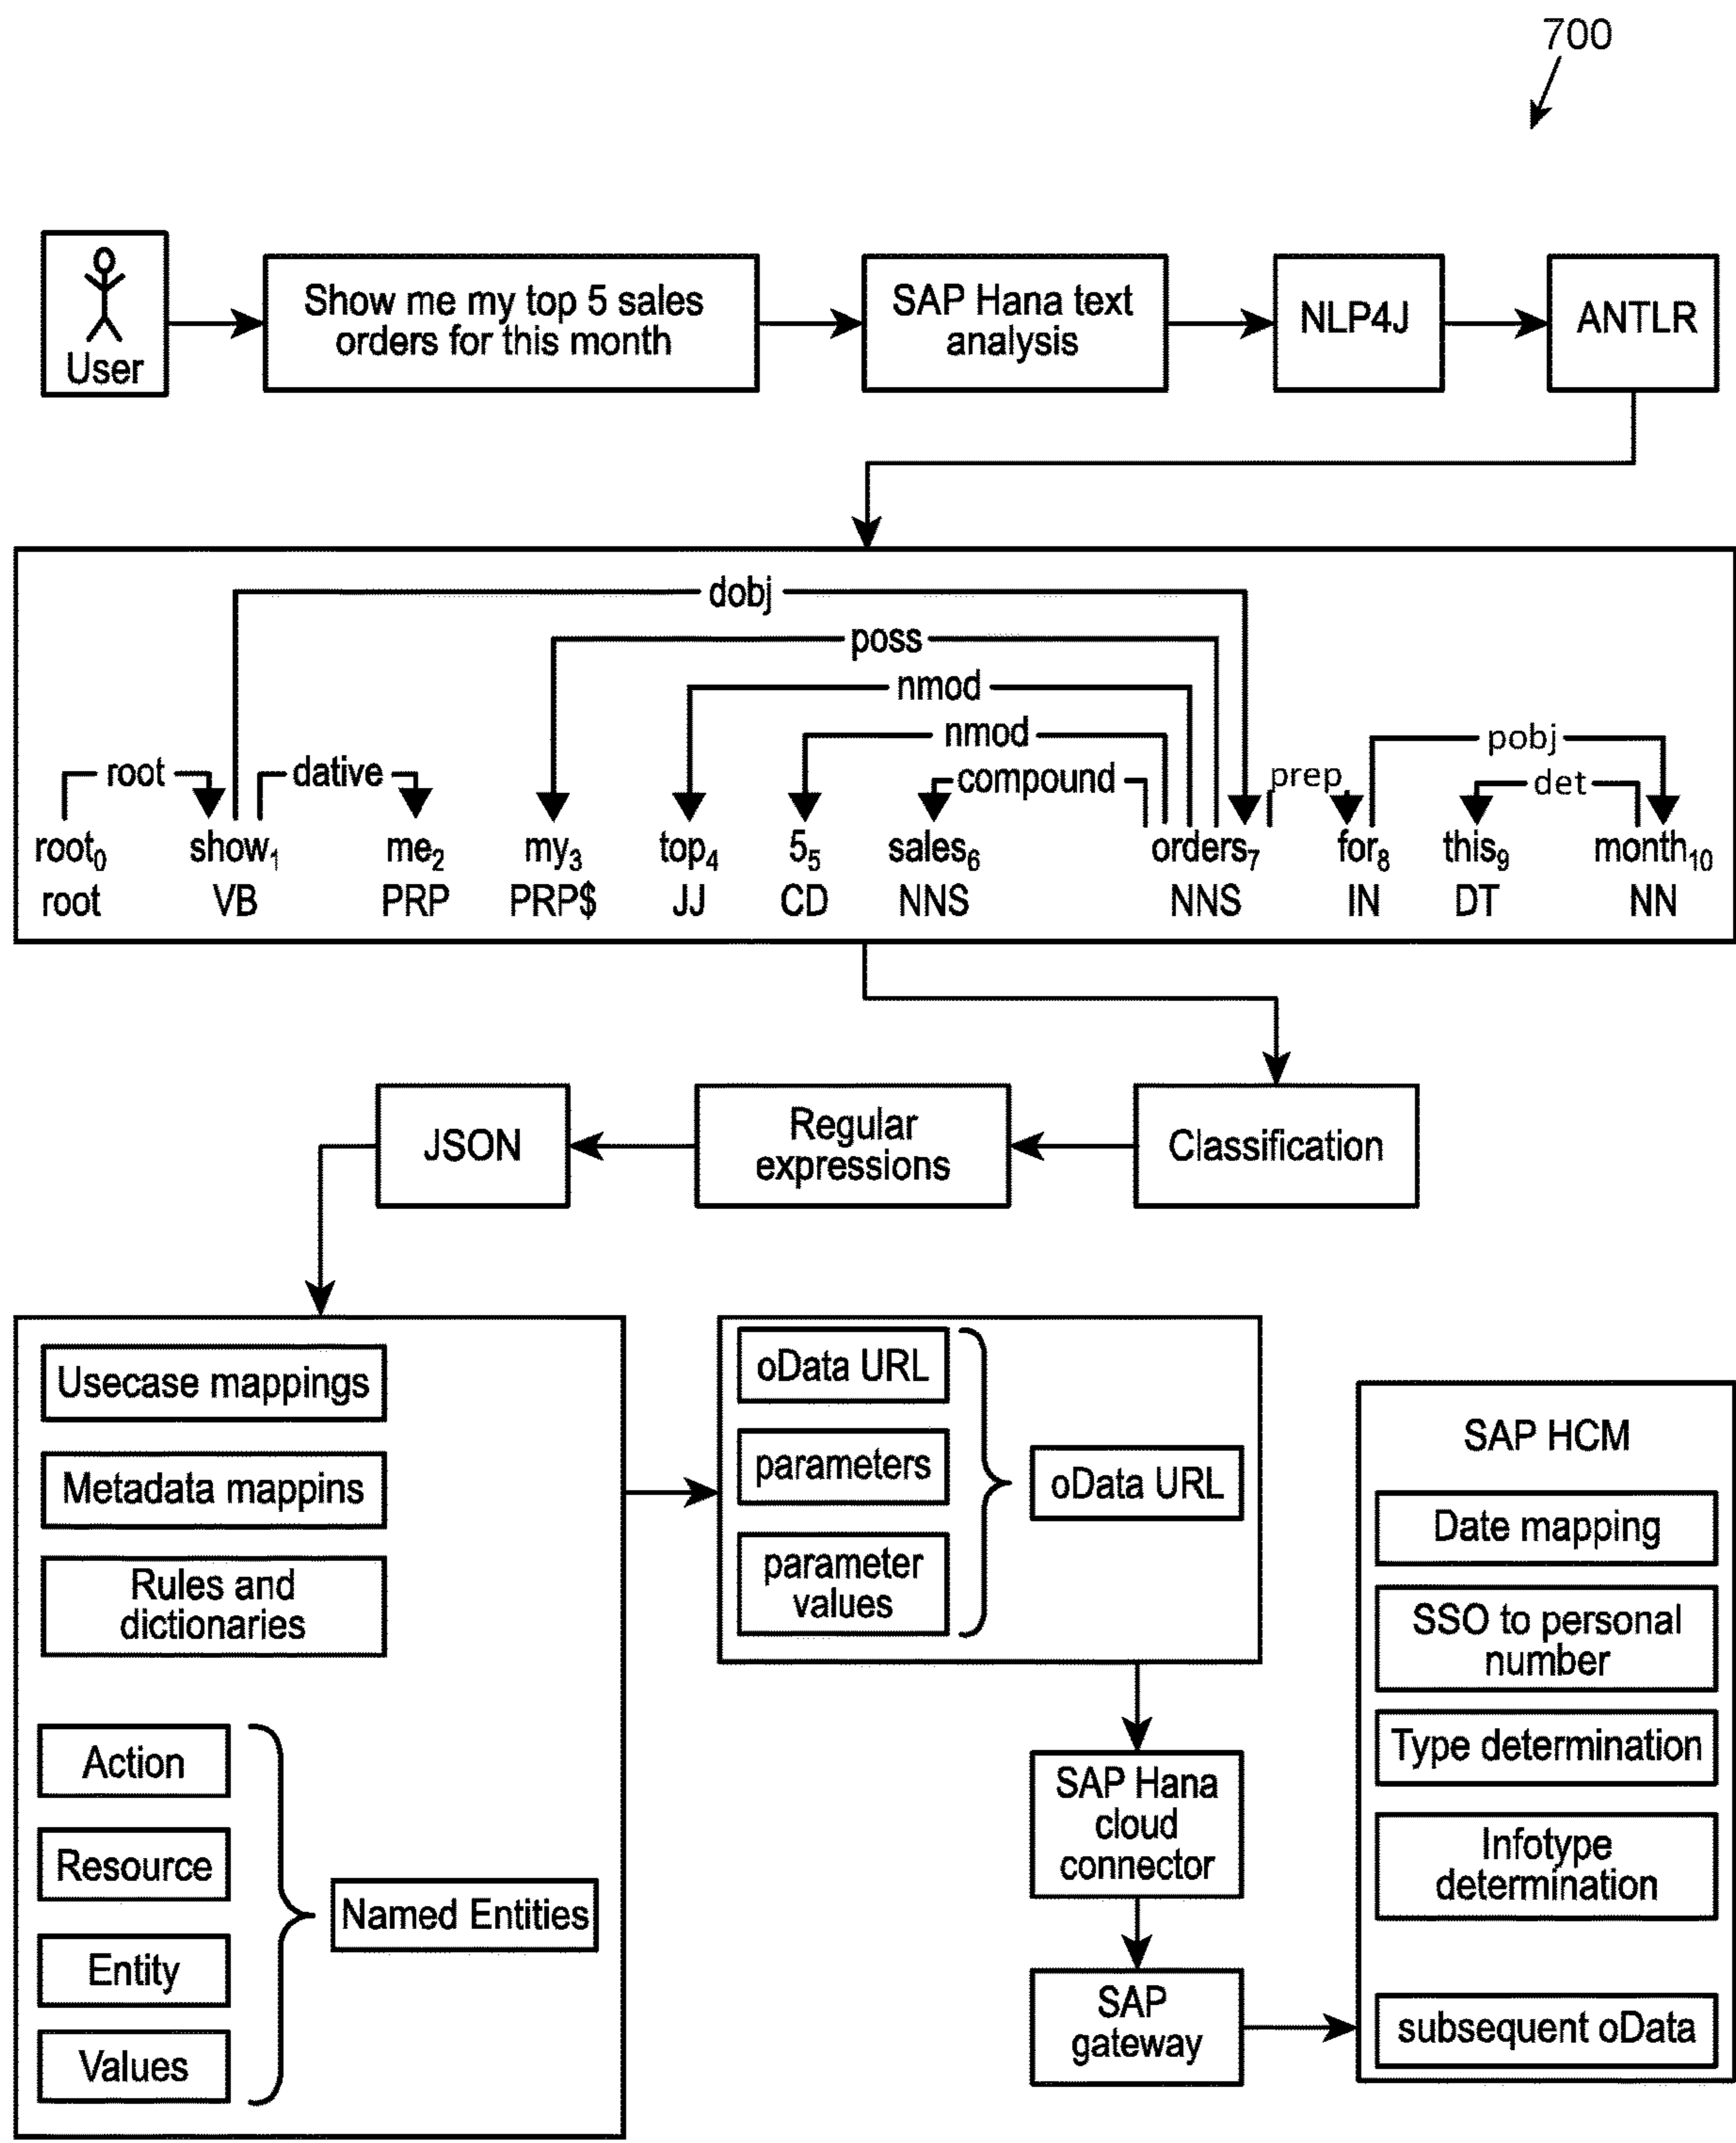 700
User
Show me my top 5 sales
orders for this month
SAP Hana text
analysis
NLP4J
ANTLR
dobj
poss
nmod
nmod
pobj
root
dative
compound
prep
det
root0 show1 me2 my3 top4 55 sales6 orders7 for8 this9 month10
root VB PRP PRP$ JJ CD NNS NNS IN DT NN
JSON
Regular
expressions
Classification
Usecase mappings
Metadata mappins
Rules and
dictionaries
Action
Resource
Entity
Values
Named Entities
oData URL
parameters
parameter
values
oData URL
SAP Hana
cloud
connector
SAP
gateway
SAP HCM
Date mapping
SSO to personal
number
Type determination
Infotype
determination
subsequent oData